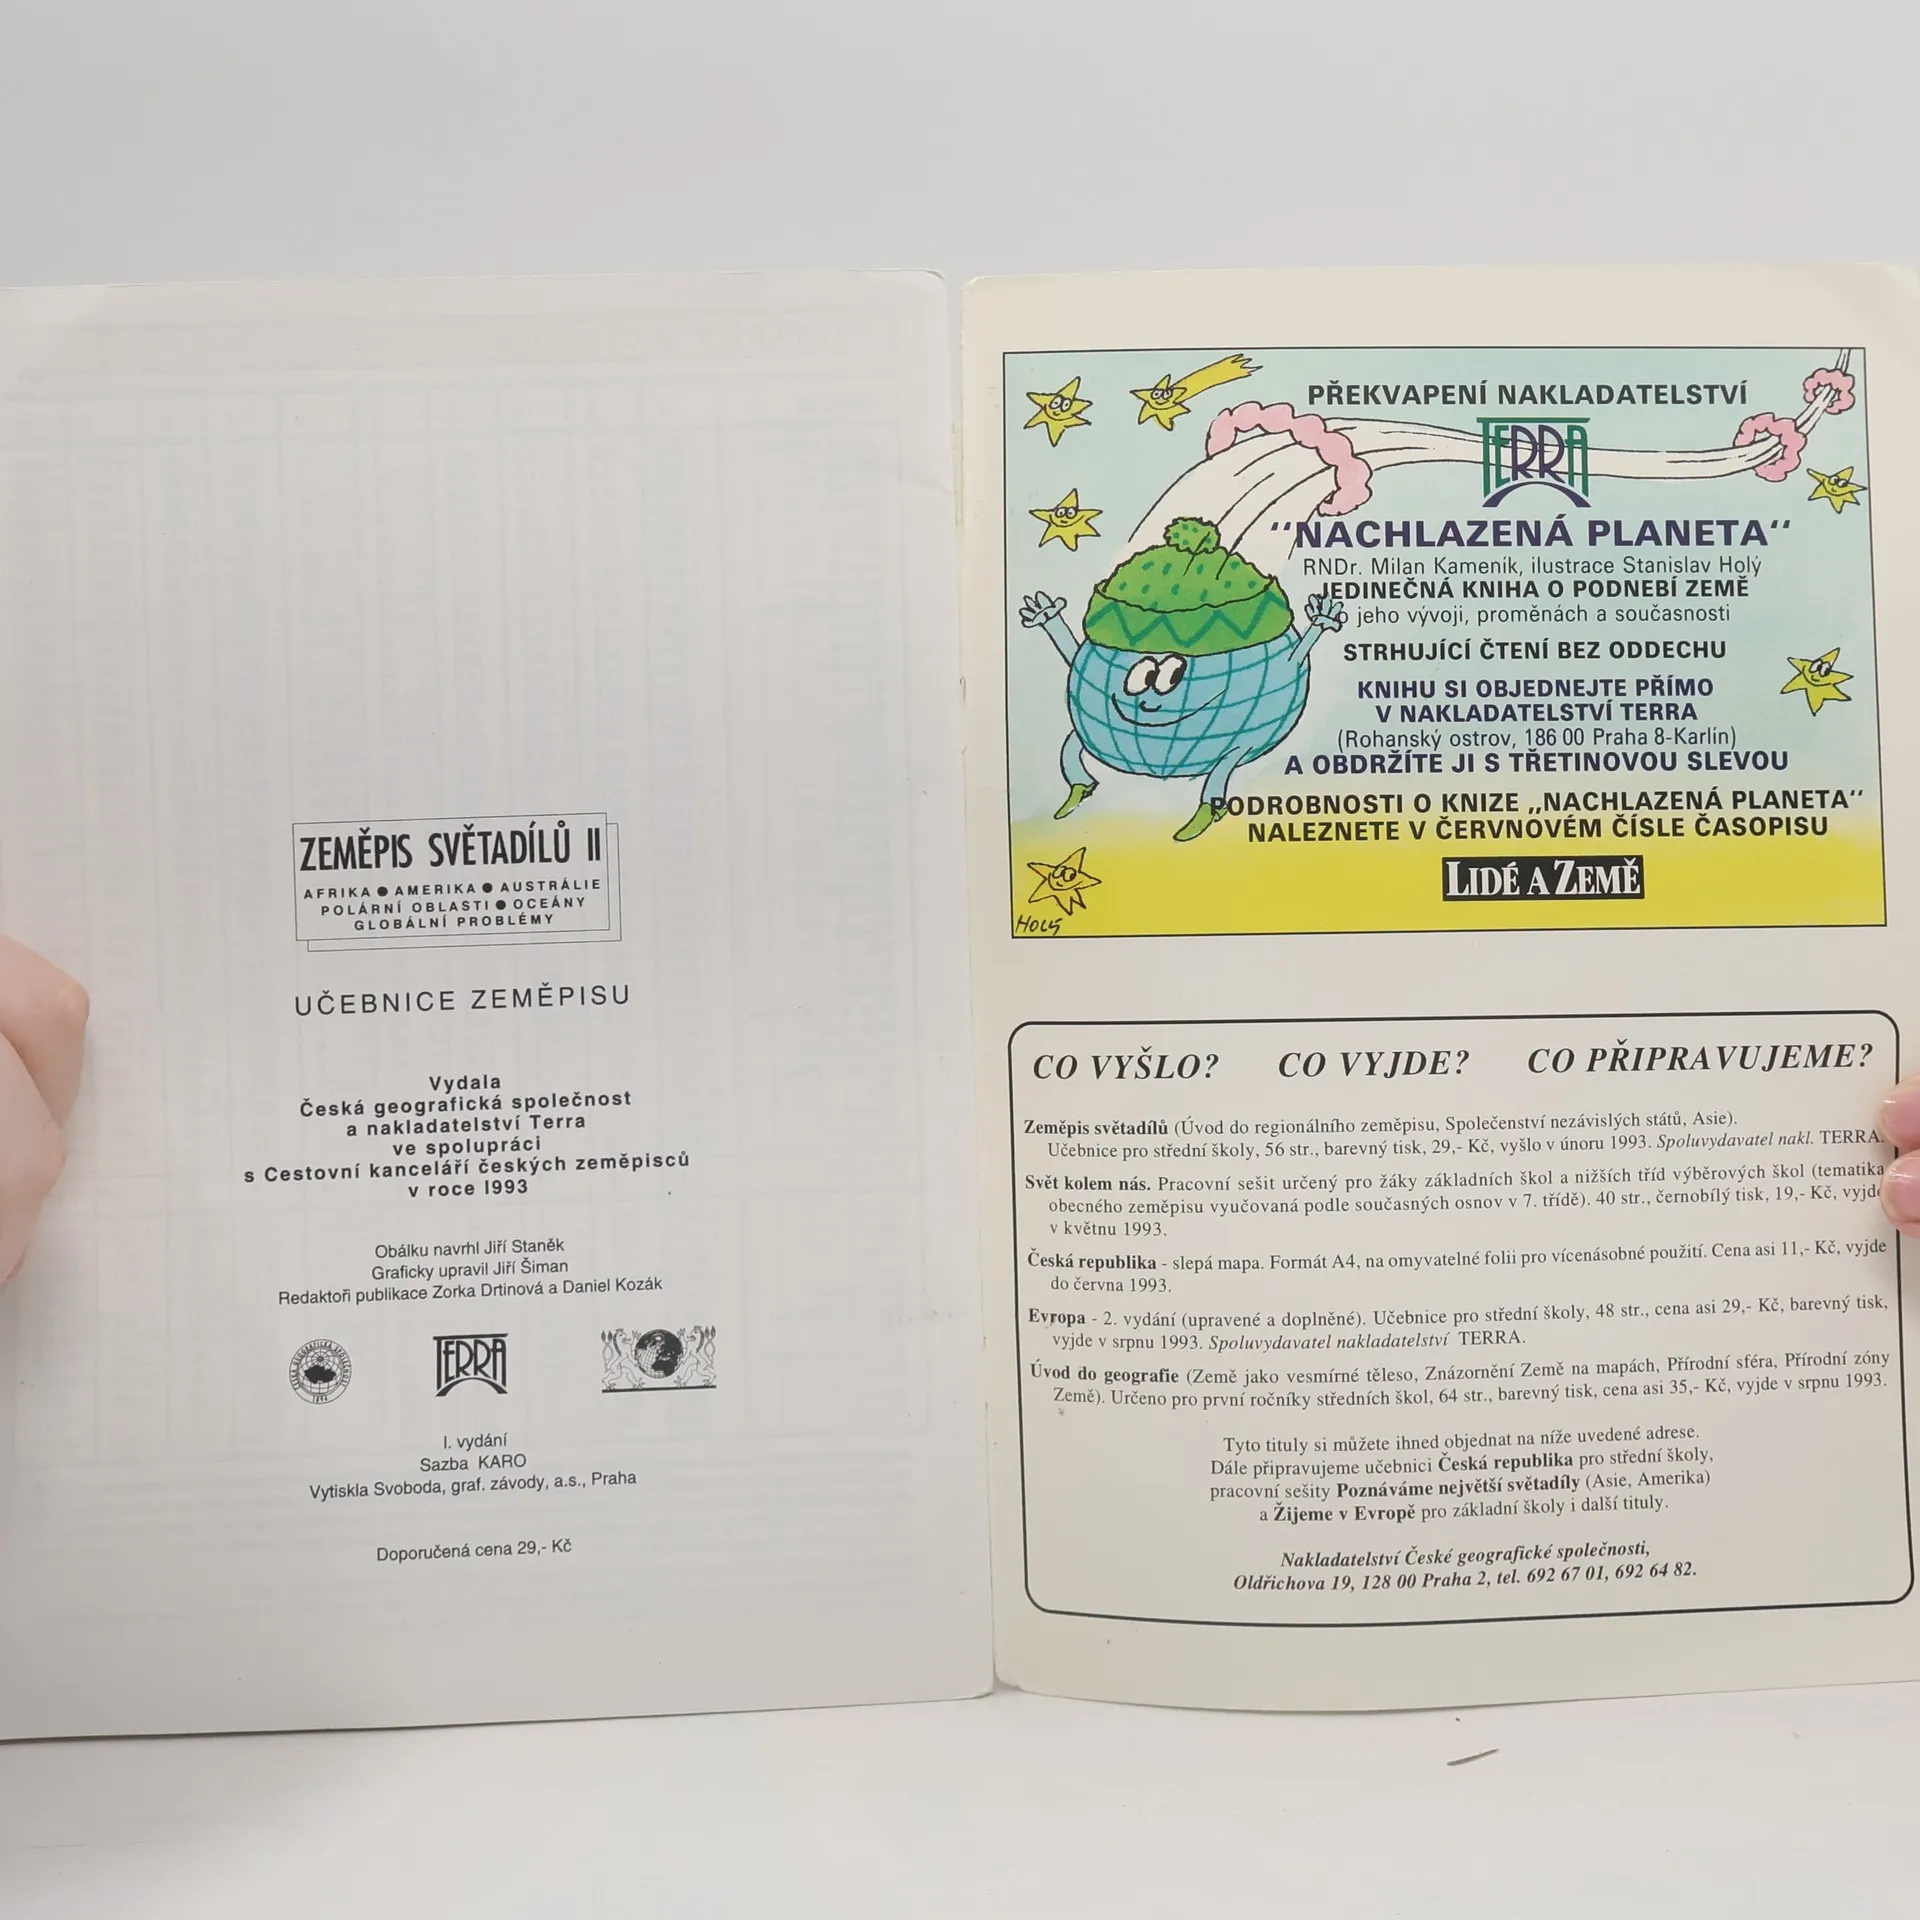 ZEMĚPIS SVĚTADÍLŮ II
AFRIKA ● AMERIKA ● AUSTRÁLIE
POLÁRNÍ OBLASTI ● OCEÁNY
GLOBÁLNÍ PROBLÉMY
UČEBNICE ZEMĚPISU
Vydala
Česká geografická společnost
a nakladatelství Terra
ve spolupráci
s Cestovní kanceláří českých zeměpisců
v roce 1993
Obálku navrhl Jiří Staněk
Graficky upravil Jiří Šiman
Redaktoři publikace Zorka Drtinová a Daniel Kozák
ČESKÁ GEOGRAFICKÁ SPOLEČNOST
1894
TERRA
I. vydání
Sazba KARO
Vytiskla Svoboda, graf. závody, a.s., Praha
Doporučená cena 29,- Kč
PŘEKVAPENÍ NAKLADATELSTVÍ
TERRA
“NACHLAZENÁ PLANETA“
RNDr. Milan Kameník, ilustrace Stanislav Holý
JEDINEČNÁ KNIHA O PODNEBÍ ZEMĚ
o jeho vývoji, proměnách a současnosti
STRHUJÍCÍ ČTENÍ BEZ ODDECHU
KNIHU SI OBJEDNEJTE PŘÍMO
V NAKLADATELSTVÍ TERRA
(Rohanský ostrov, 186 00 Praha 8-Karlín)
A OBDRŽÍTE JI S TŘETINOVOU SLEVOU
PODROBNOSTI O KNIZE „NACHLAZENÁ PLANETA“
NALEZNETE V ČERVNOVÉM ČÍSLE ČASOPISU
LIDÉ A ZEMĚ
HOLÝ
CO VYŠLO? CO VYJDE? CO PŘIPRAVUJEME?
Zeměpis světadílů (Úvod do regionálního zeměpisu, Společenství nezávislých států, Asie).
Učebnice pro střední školy, 56 str., barevný tisk, 29,- Kč, vyšlo v únoru 1993. Spoluvydavatel nakl. TERRA.
Svět kolem nás. Pracovní sešit určený pro žáky základních škol a nižších tříd výběrových škol (tematika
obecného zeměpisu vyučovaná podle současných osnov v 7. třídě). 40 str., černobílý tisk, 19,- Kč, vyjde
v květnu 1993.
Česká republika - slepá mapa. Formát A4, na omyvatelné folii pro vícenásobné použití. Cena asi 11,- Kč, vyjde
do června 1993.
Evropa - 2. vydání (upravené a doplněné). Učebnice pro střední školy, 48 str., cena asi 29,- Kč, barevný tisk,
vyjde v srpnu 1993. Spoluvydavatel nakladatelství TERRA.
Úvod do geografie (Země jako vesmírné těleso, Znázornění Země na mapách, Přírodní sféra, Přírodní zóny
Země). Určeno pro první ročníky středních škol, 64 str., barevný tisk, cena asi 35,- Kč, vyjde v srpnu 1993.
Tyto tituly si můžete ihned objednat na níže uvedené adrese.
Dále připravujeme učebnici Česká republika pro střední školy,
pracovní sešity Poznáváme největší světadíly (Asie, Amerika)
a Žijeme v Evropě pro základní školy i další tituly.
Nakladatelství České geografické společnosti,
Oldřichova 19, 128 00 Praha 2, tel. 692 67 01, 692 64 82.